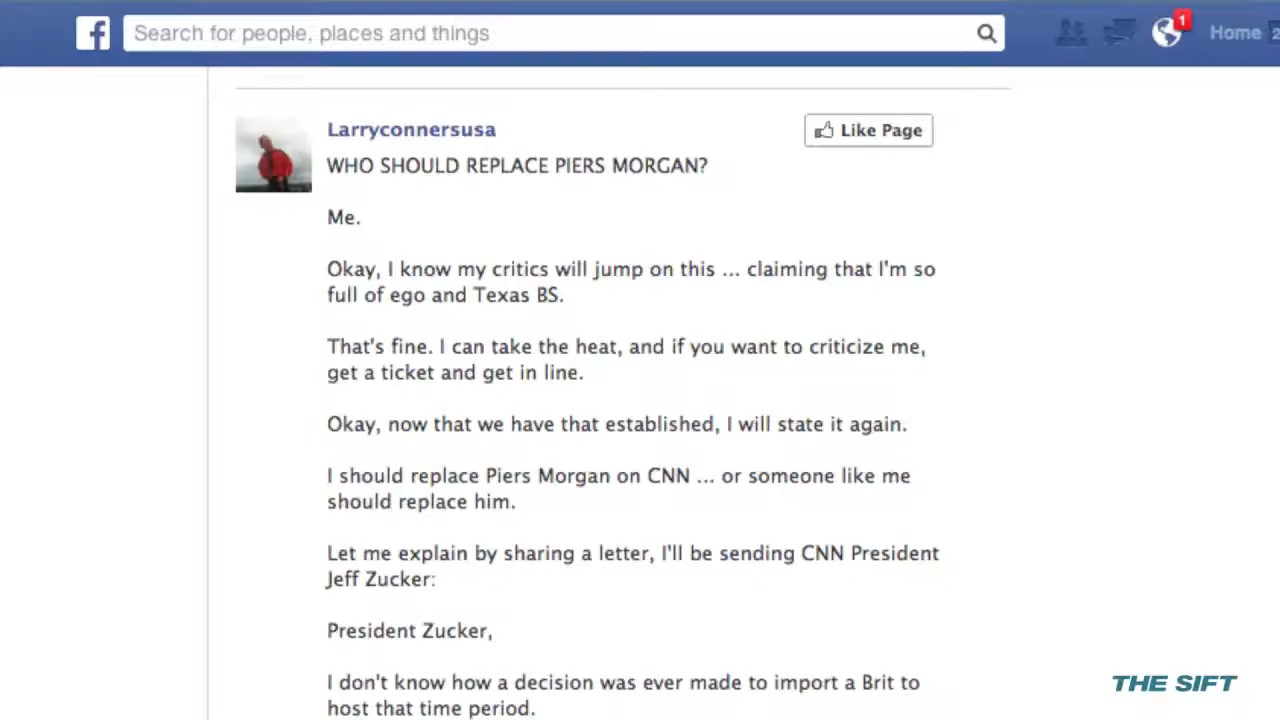 f
Search for people, places and things
1
Home
2
Larryconnersusa
Like Page
WHO SHOULD REPLACE PIERS MORGAN?
Me.
Okay, I know my critics will jump on this ... claiming that I'm so
full of ego and Texas BS.
That's fine. I can take the heat, and if you want to criticize me,
get a ticket and get in line.
Okay, now that we have that established, I will state it again.
I should replace Piers Morgan on CNN ... or someone like me
should replace him.
Let me explain by sharing a letter, I'll be sending CNN President
Jeff Zucker:
President Zucker,
I don't know how a decision was ever made to import a Brit to
host that time period.
THE SIFT